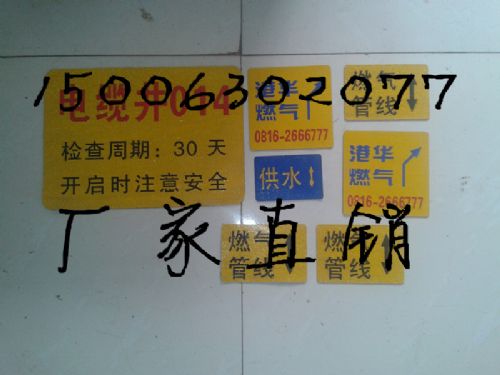 15006302077
电缆井014
检查周期：30 天
开启时注意安全
港华
燃气
0816-2666777
燃气
管线
供水
港华
燃气
0816-2666777
厂家直销
燃气
管线
燃气
管线